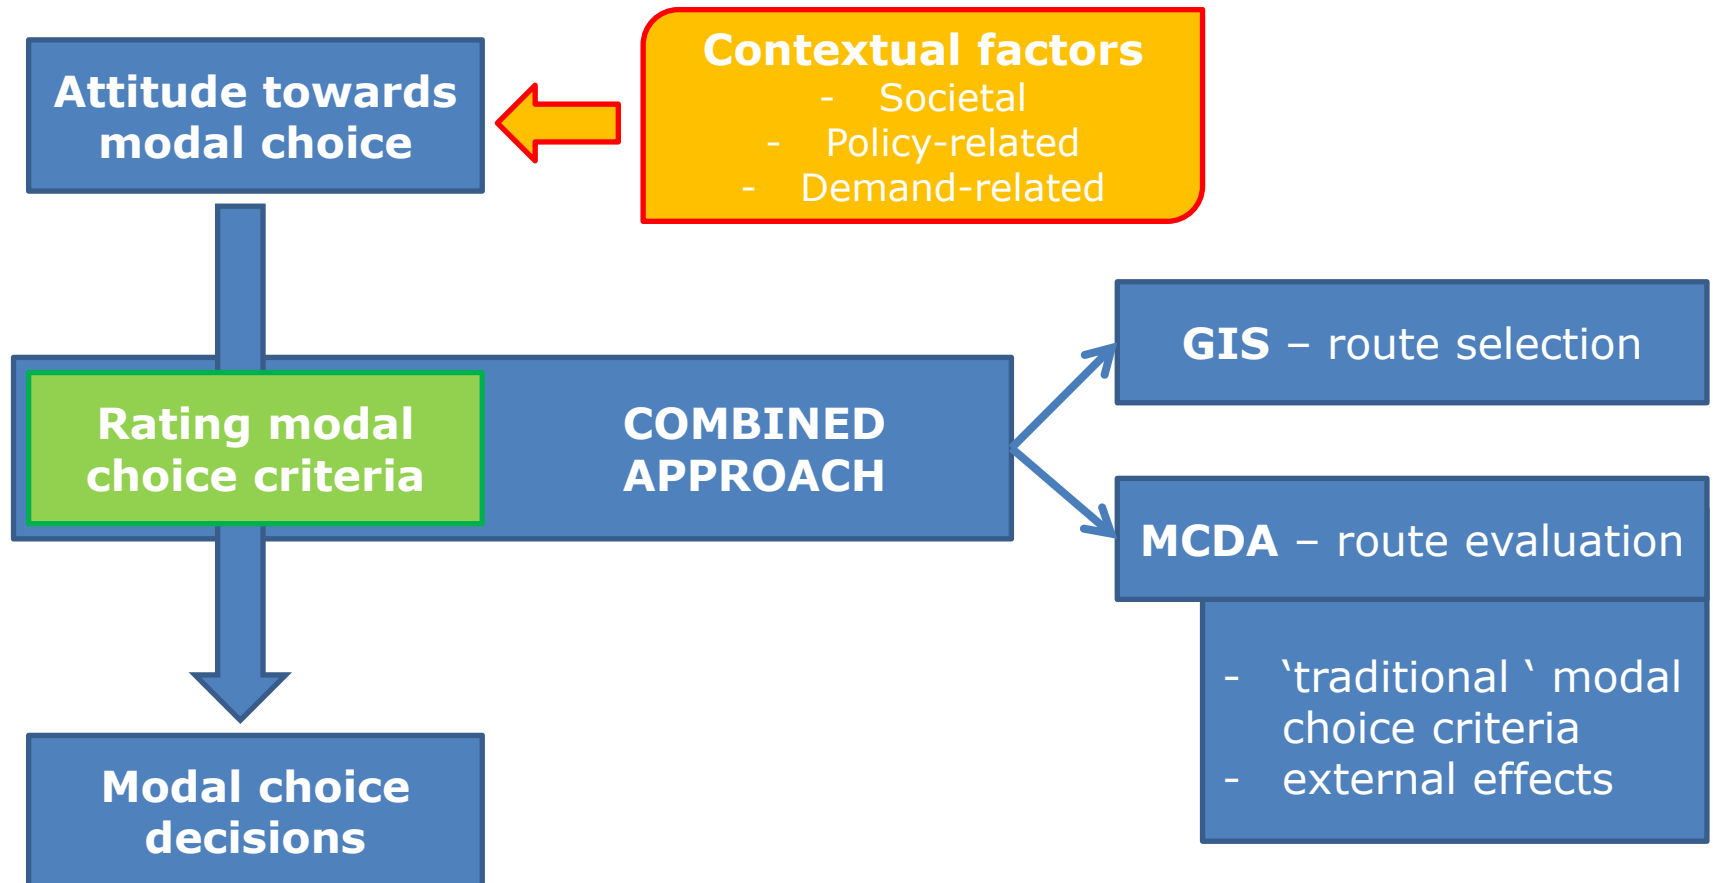 Attitude towards
modal choice
Contextual factors
- Societal
- Policy-related
- Demand-related
Rating modal
choice criteria
COMBINED
APPROACH
GIS – route selection
MCDA – route evaluation
- ‘traditional ‘ modal
choice criteria
- external effects
Modal choice
decisions